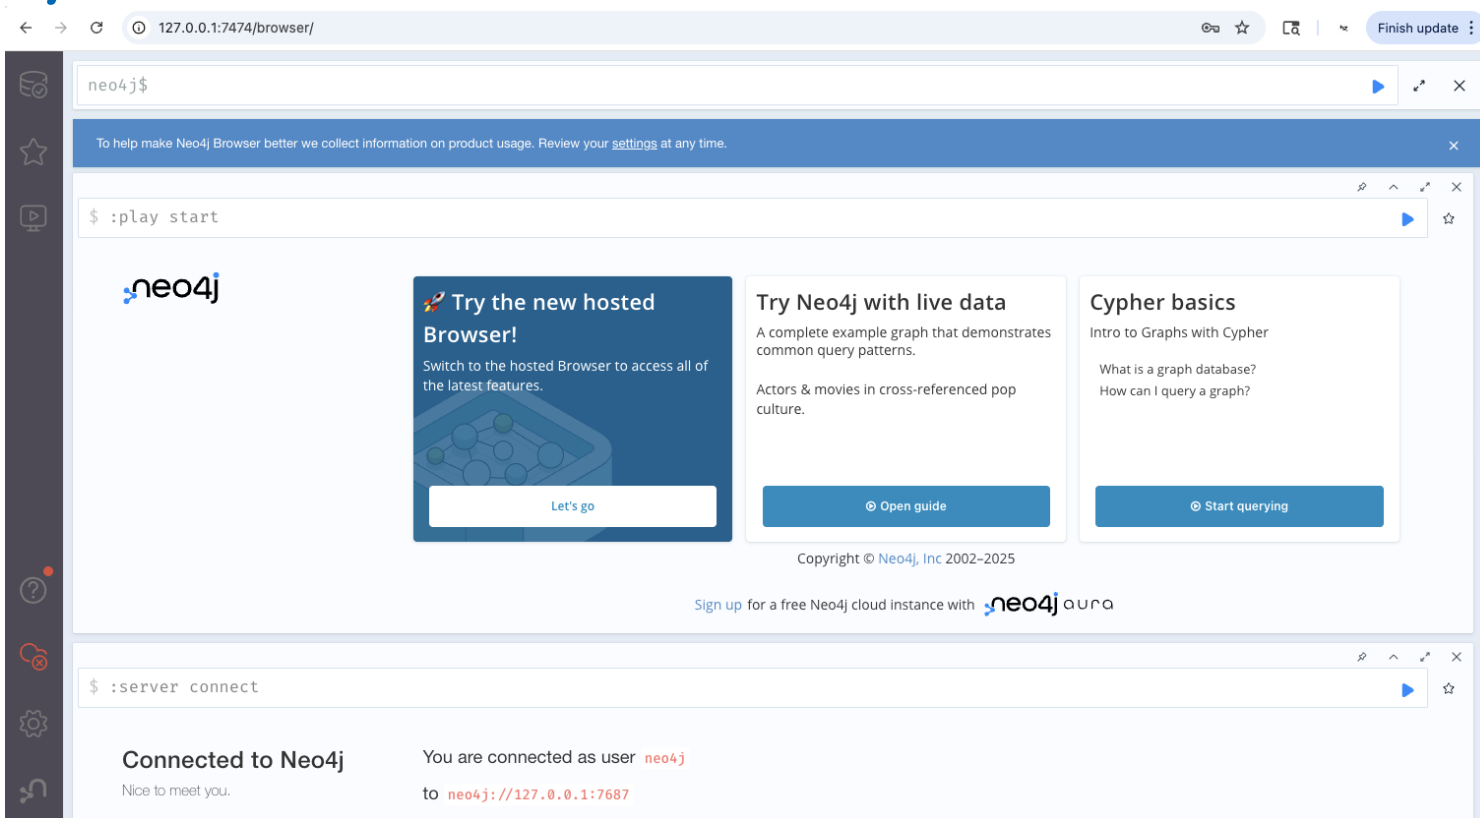 127.0.0.1:7474/browser/
Finish update
neo4j$
To help make Neo4j Browser better we collect information on product usage. Review your settings at any time.
$ :play start
neo4j
🚀 Try the new hosted
Browser!
Switch to the hosted Browser to access all of
the latest features.
Let's go
Try Neo4j with live data
A complete example graph that demonstrates
common query patterns.
Actors & movies in cross-referenced pop
culture.
Open guide
Cypher basics
Intro to Graphs with Cypher
What is a graph database?
How can I query a graph?
Start querying
Copyright © Neo4j, Inc 2002–2025
Sign up for a free Neo4j cloud instance with neo4j aura
$ :server connect
Connected to Neo4j
Nice to meet you.
You are connected as user neo4j
to neo4j://127.0.0.1:7687